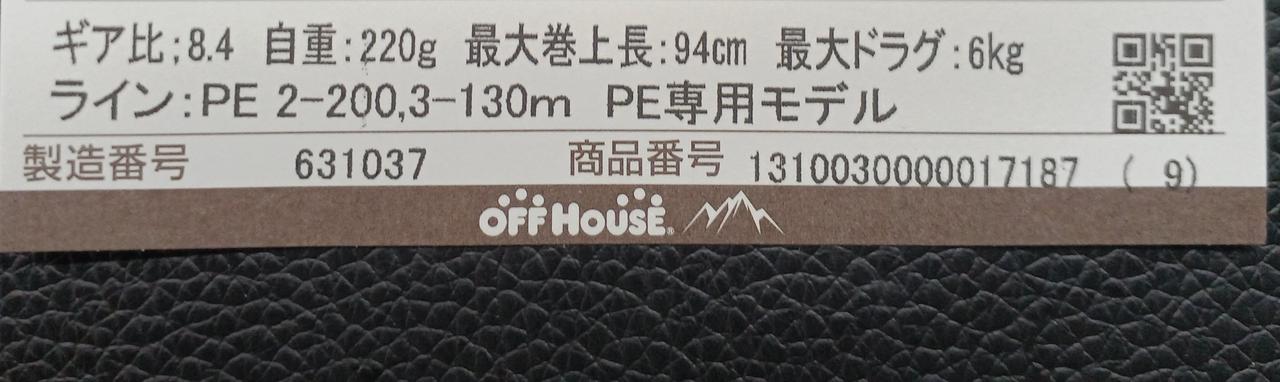 ギア比;8.4 自重:220g 最大巻上長:94cm 最大ドラグ:6kg
ライン:PE 2-200,3-130m PE専用モデル
製造番号 631037 商品番号 1310030000017187 ( 9)
OFF HOUSE®